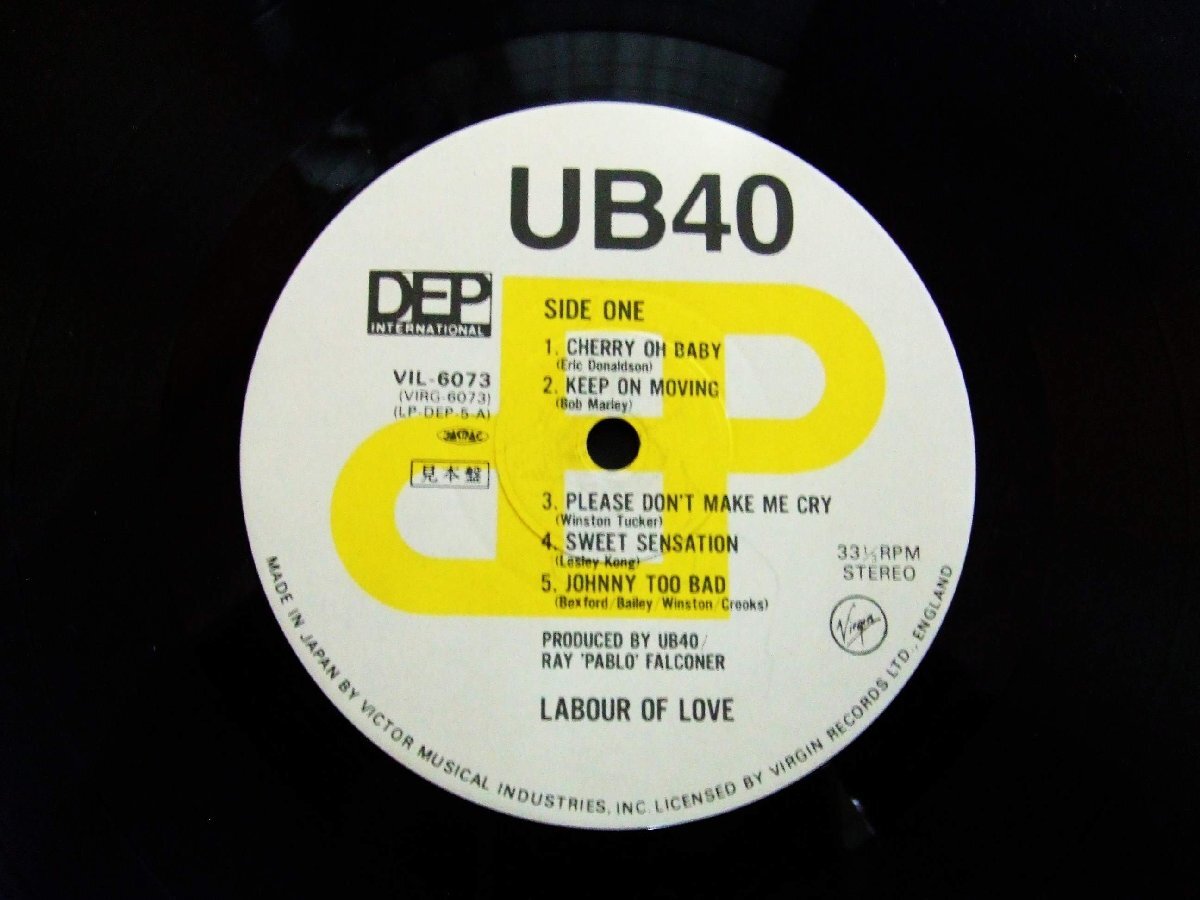 UB40
DEP
INTERNATIONAL
VIL-6073
(VIRG-6073)
(LP-DEP-5-A)
JASRAC
見本盤
SIDE ONE
1. CHERRY OH BABY
(Eric Donaldson)
2. KEEP ON MOVING
(Bob Marley)
3. PLEASE DON'T MAKE ME CRY
(Winston Tucker)
4. SWEET SENSATION
(Lesley Kong)
5. JOHNNY TOO BAD
(Bexford/Bailey/Winston/Crooks)
PRODUCED BY UB40/
RAY 'PABLO' FALCONER
LABOUR OF LOVE
33⅓RPM
STEREO
Virgin
MADE IN JAPAN BY VICTOR MUSICAL INDUSTRIES, INC. LICENSED BY VIRGIN RECORDS LTD., ENGLAND